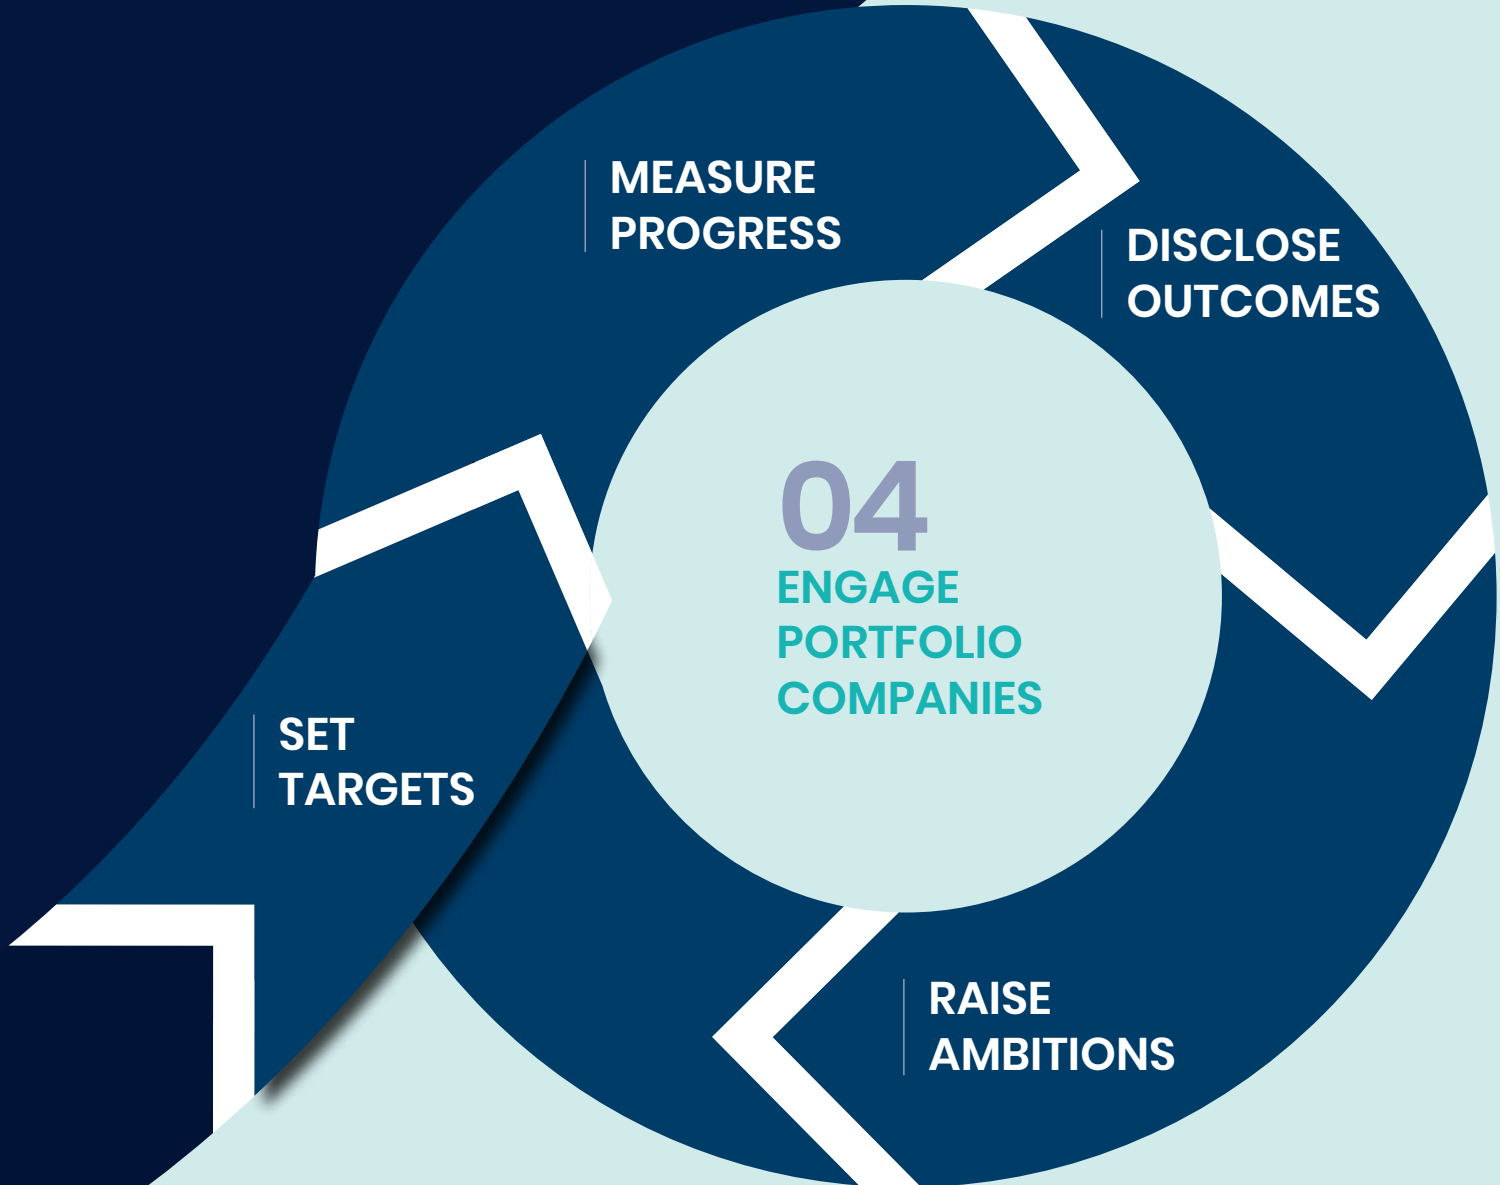 MEASURE
PROGRESS
DISCLOSE
OUTCOMES
04
ENGAGE
PORTFOLIO
COMPANIES
SET
TARGETS
RAISE
AMBITIONS